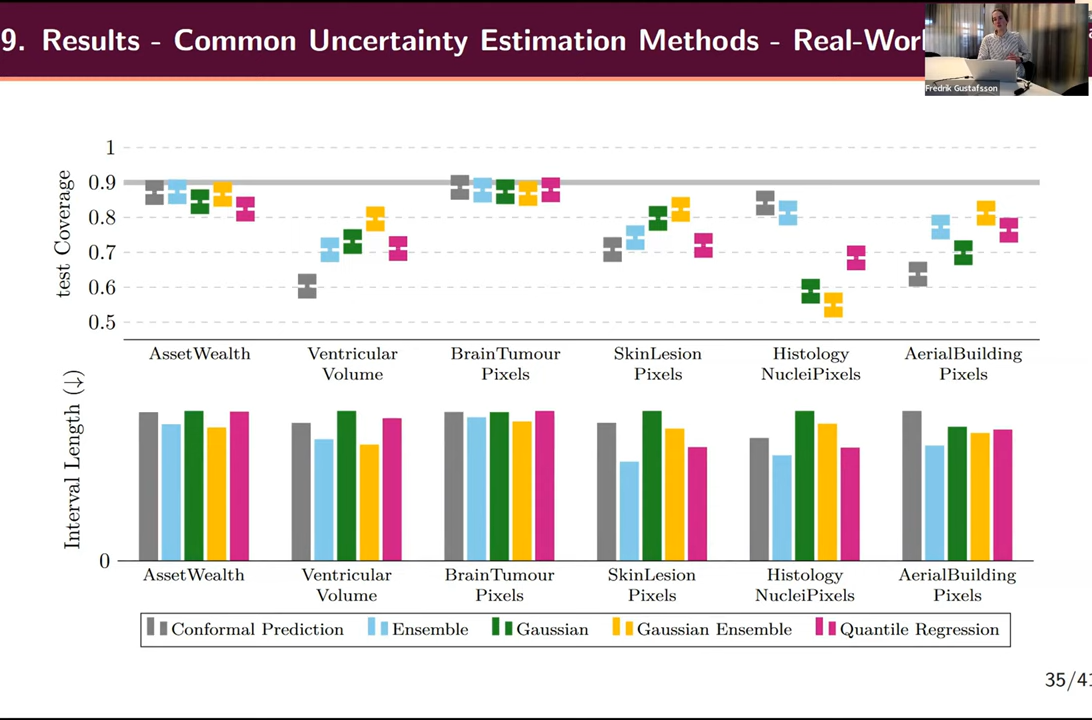 9. Results - Common Uncertainty Estimation Methods - Real-Wor
Fredrik Gustafsson
test Coverage
1
0.9
0.8
0.7
0.6
0.5
AssetWealth
Ventricular
Volume
BrainTumour
Pixels
SkinLesion
Pixels
Histology
NucleiPixels
AerialBuilding
Pixels
Interval Length (↓)
0
AssetWealth
Ventricular
Volume
BrainTumour
Pixels
SkinLesion
Pixels
Histology
NucleiPixels
AerialBuilding
Pixels
Conformal Prediction Ensemble Gaussian Gaussian Ensemble Quantile Regression
35/41